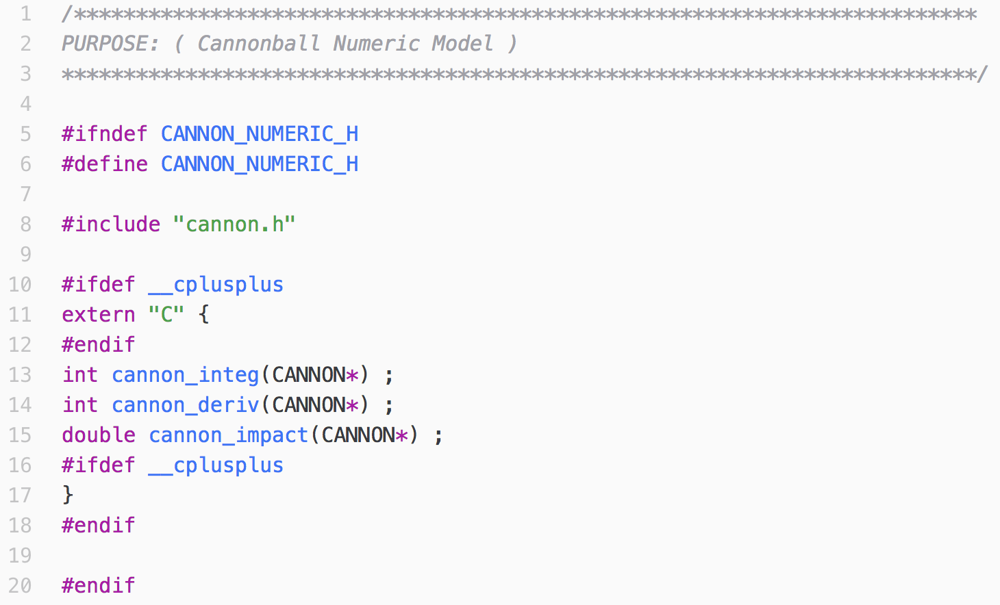 1 /*************************************************************************
2 PURPOSE: ( Cannonball Numeric Model )
3 **************************************************************************/
4
5 #ifndef CANNON_NUMERIC_H
6 #define CANNON_NUMERIC_H
7
8 #include "cannon.h"
9
10 #ifdef __cplusplus
11 extern "C" {
12 #endif
13 int cannon_integ(CANNON*) ;
14 int cannon_deriv(CANNON*) ;
15 double cannon_impact(CANNON*) ;
16 #ifdef __cplusplus
17 }
18 #endif
19
20 #endif